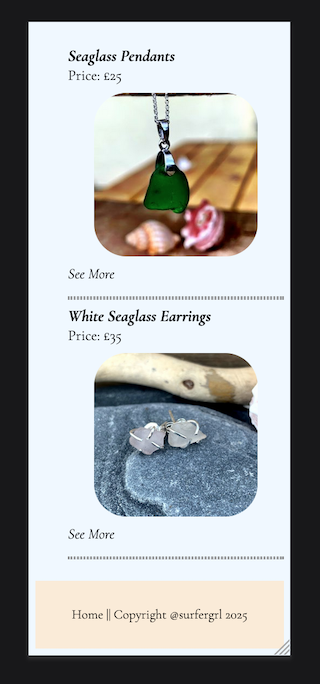 Seaglass Pendants
Price: £25
See More
White Seaglass Earrings
Price: £35
See More
Home || Copyright @surfergrl 2025